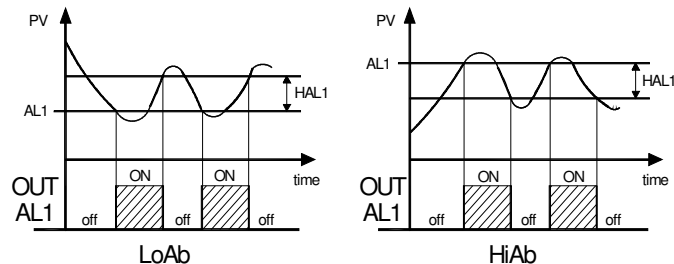 PV
HAL1
AL1
time
OUT
AL1
off ON off ON off
LoAb
PV
AL1
HAL1
time
OUT
AL1
off ON off ON off
HiAb